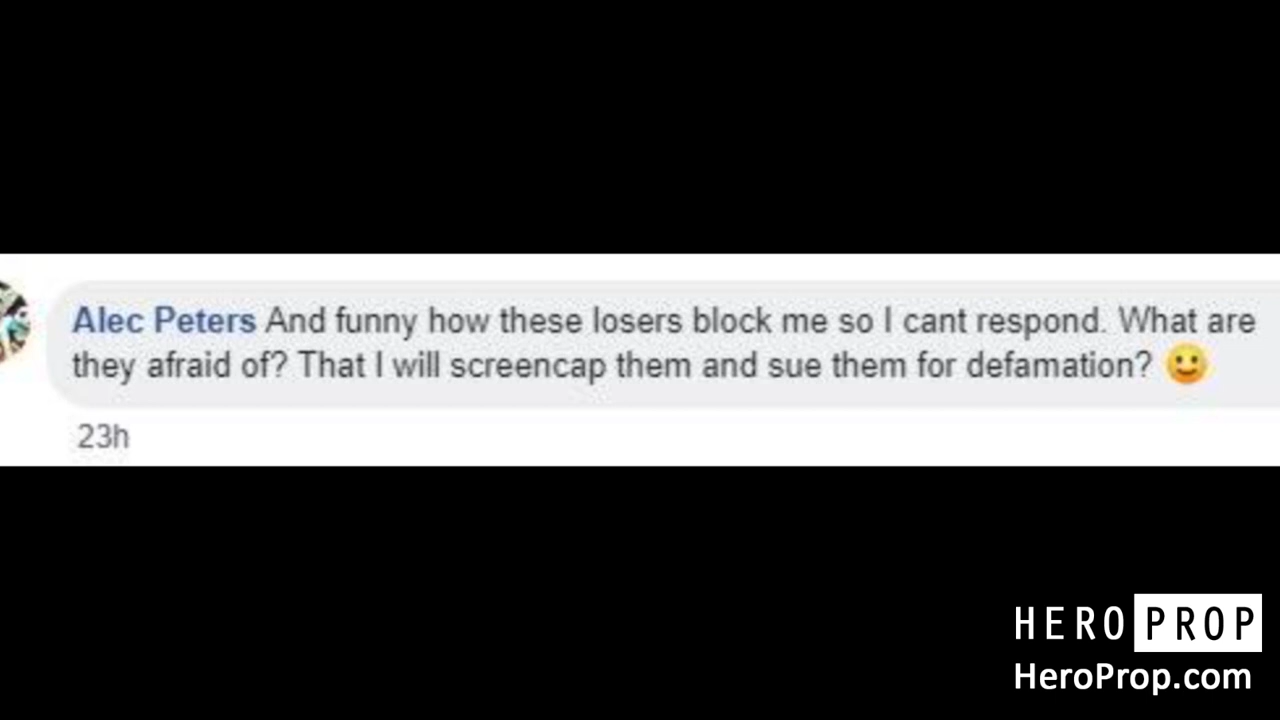 Alec Peters And funny how these losers block me so I cant respond. What are
they afraid of? That I will screencap them and sue them for defamation? 🙂
23h
HERO PROP
HeroProp.com